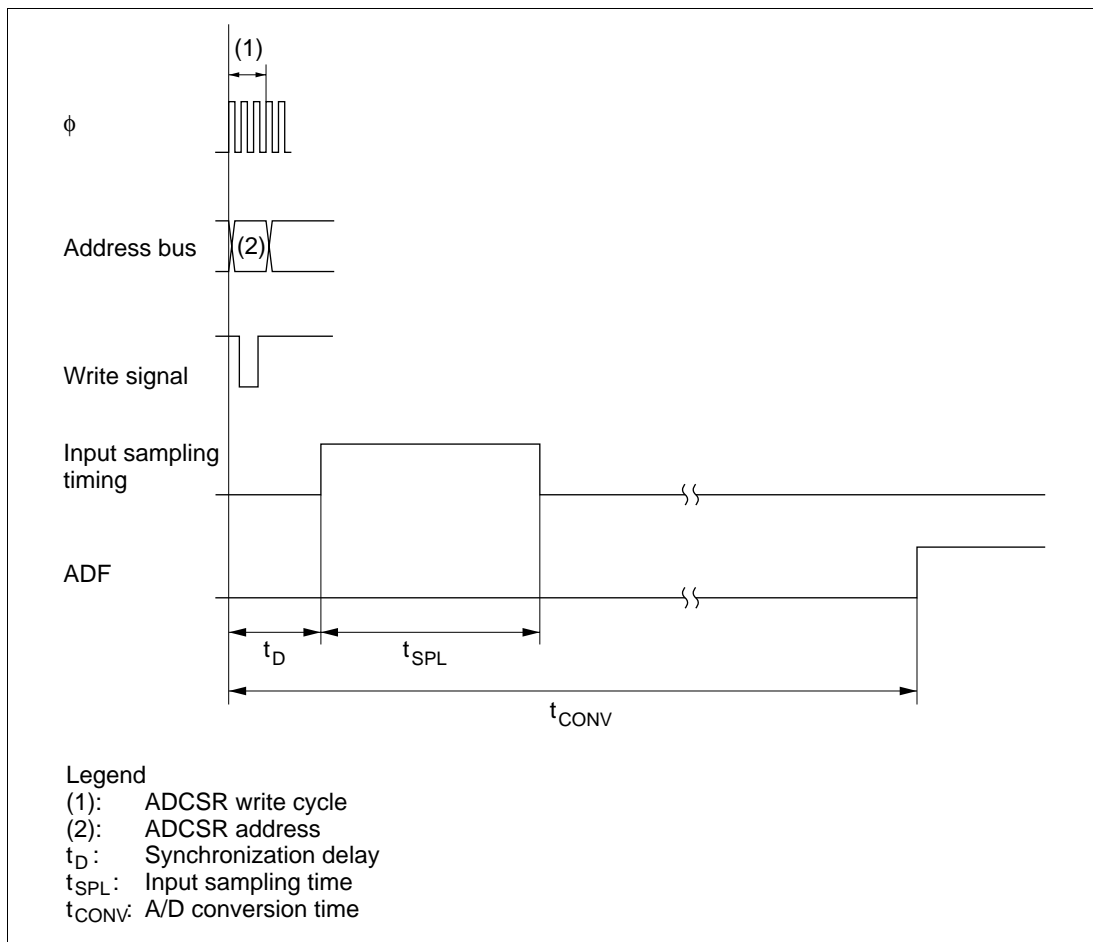 (1)
ϕ
Address bus
(2)
Write signal
Input sampling
timing
ADF
tD
tSPL
tCONV
Legend
(1): ADCSR write cycle
(2): ADCSR address
tD : Synchronization delay
tSPL: Input sampling time
tCONV: A/D conversion time